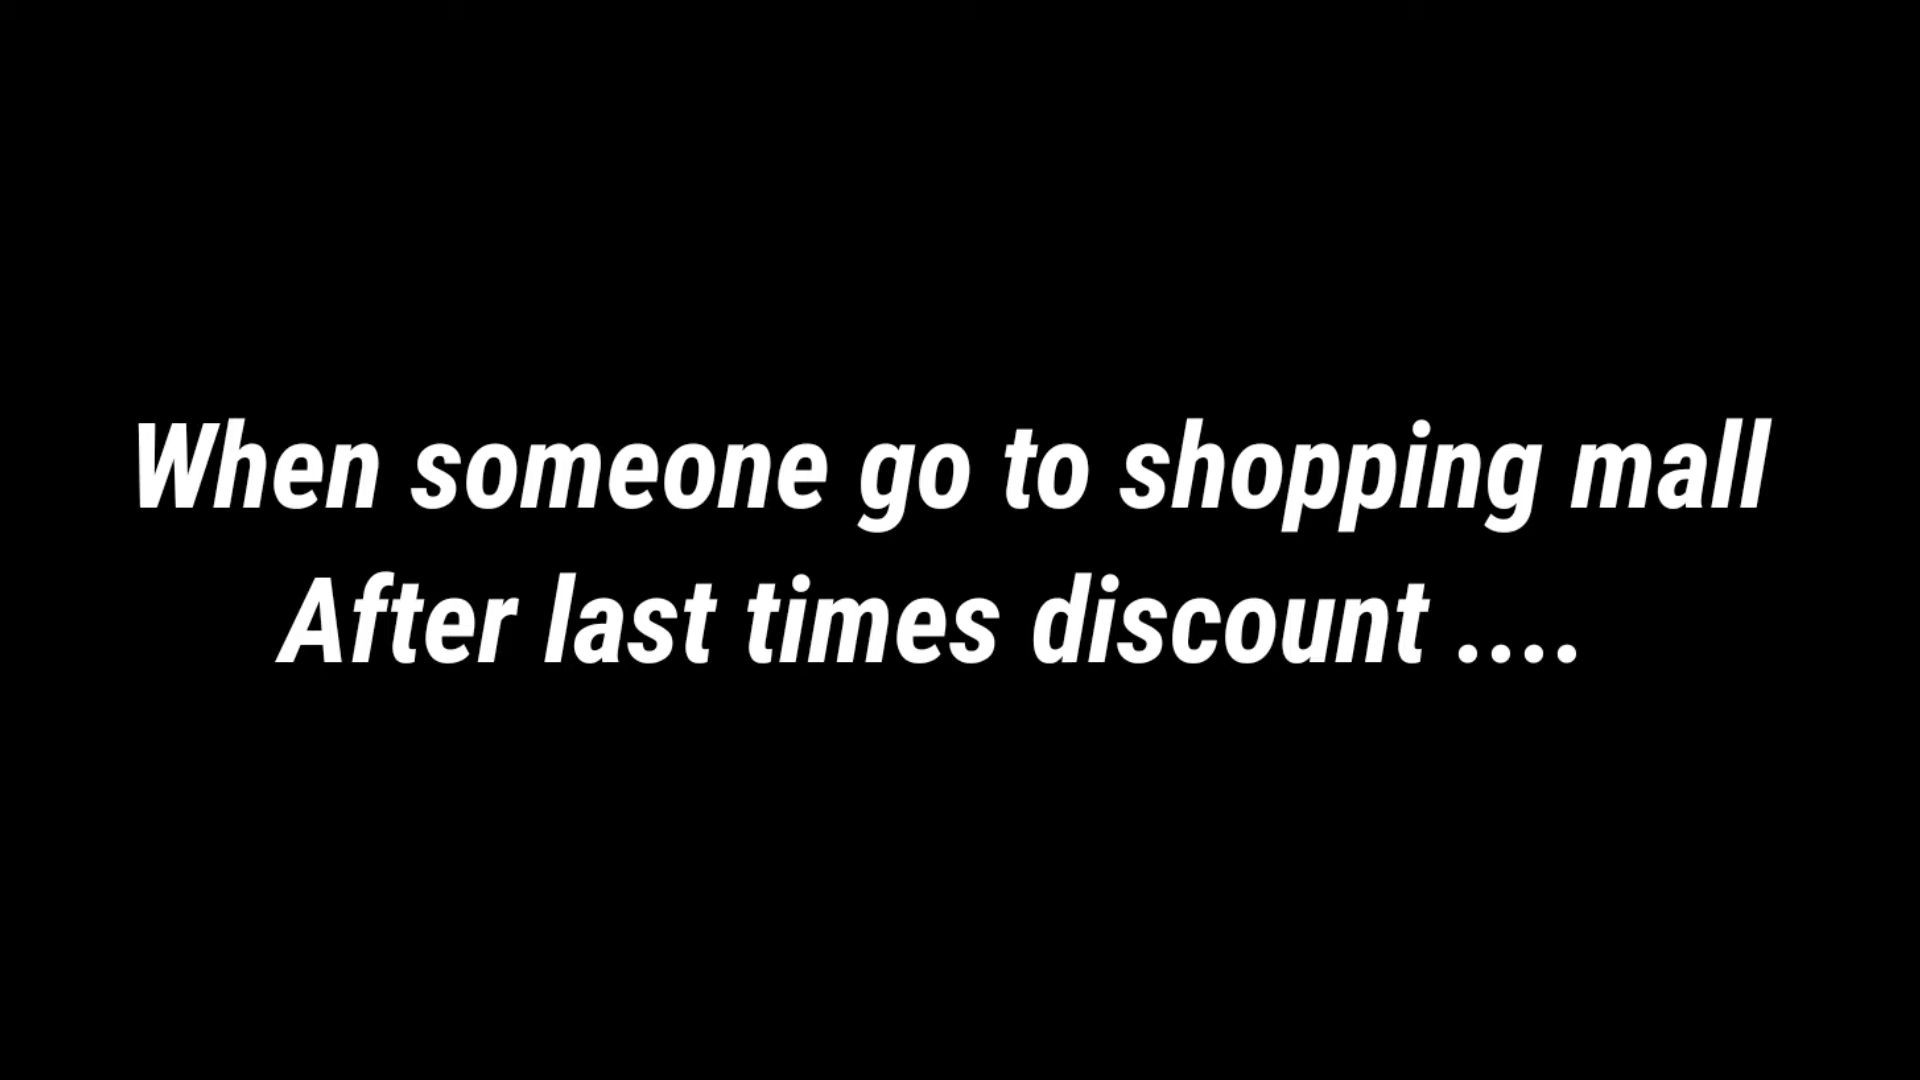 When someone go to shopping mall
After last times discount ....